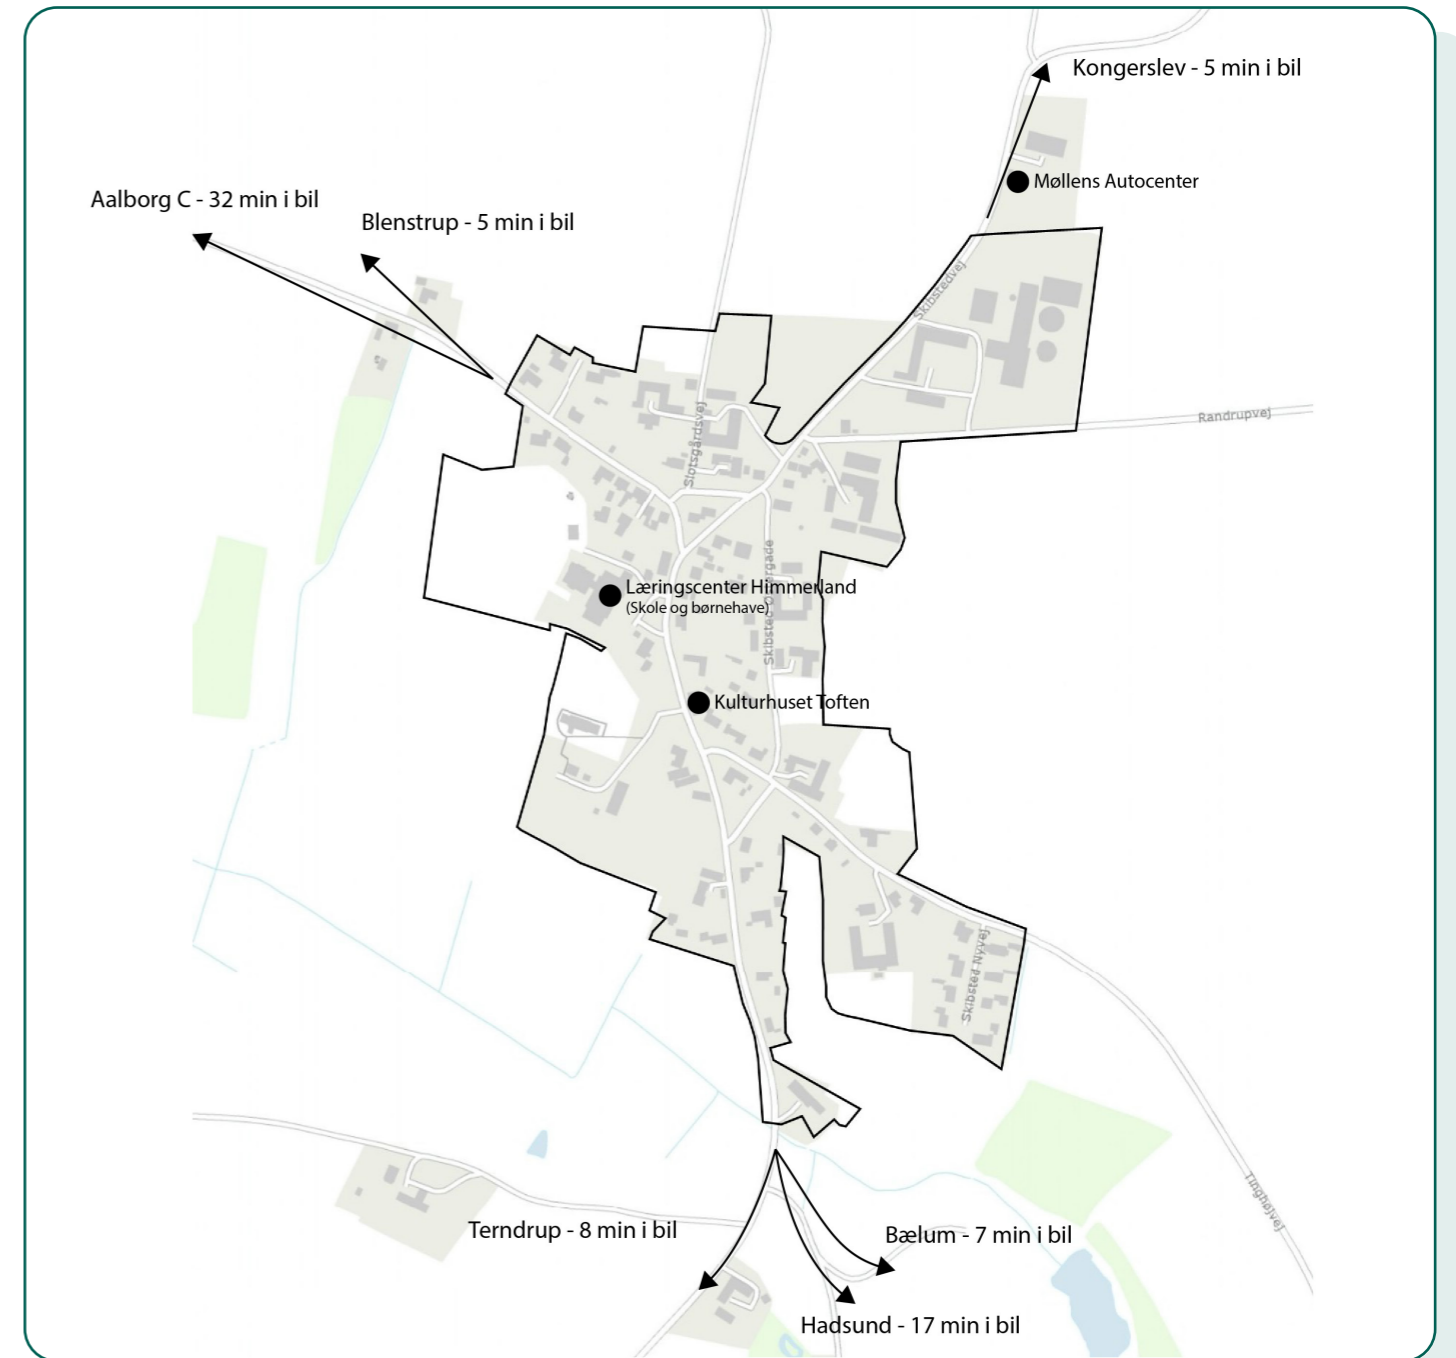 Kongerslev - 5 min i bil
Møllens Autocenter
Aalborg C - 32 min i bil
Blenstrup - 5 min i bil
Skibstedvej
Randrupvej
Slotsgårdsvej
Læringscenter Himmerland
(Skole og børnehave)
Skibsted Overgade
Kulturhuset Toften
Skibsted Nyvej
Tinghøjvej
Terndrup - 8 min i bil
Bælum - 7 min i bil
Hadsund - 17 min i bil